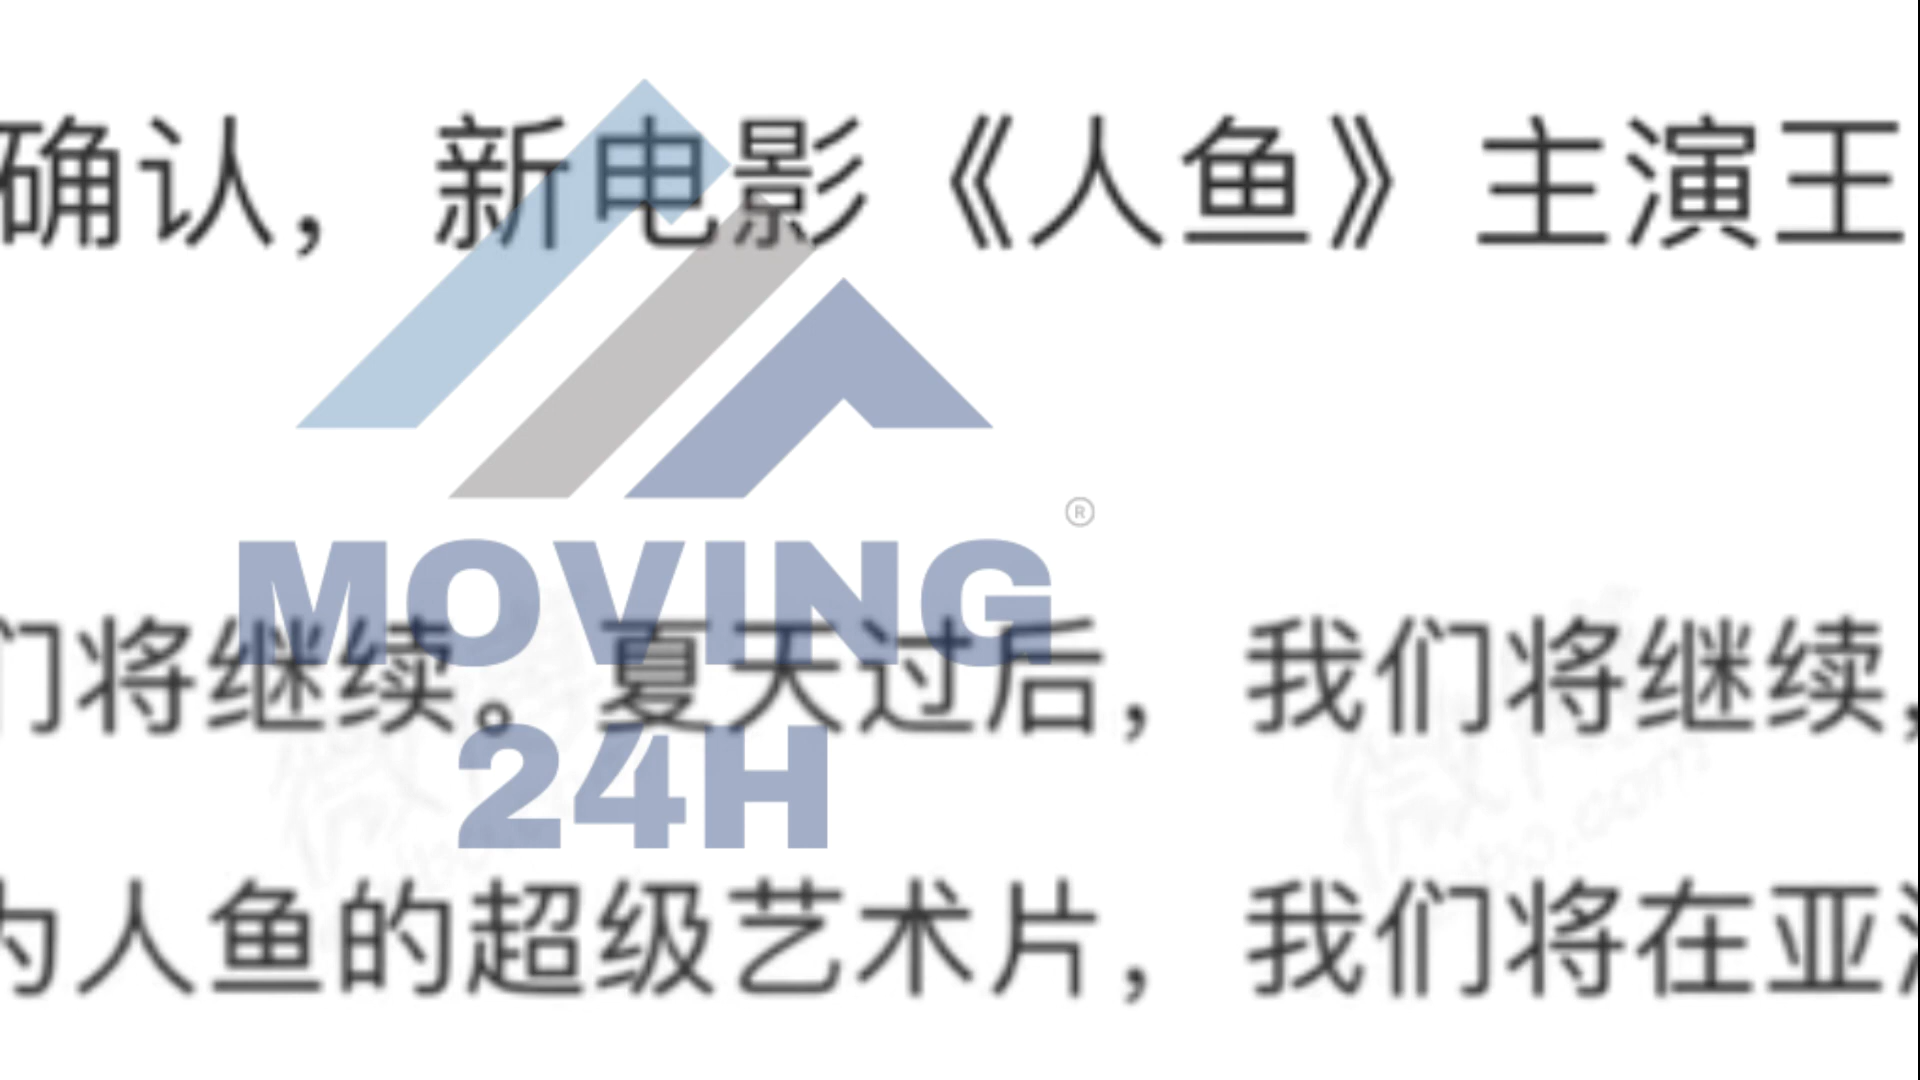 确认，新电影《人鱼》主演王
®
MOVING
们将继续。夏天过后，我们将继续，
24H
为人鱼的超级艺术片，我们将在亚